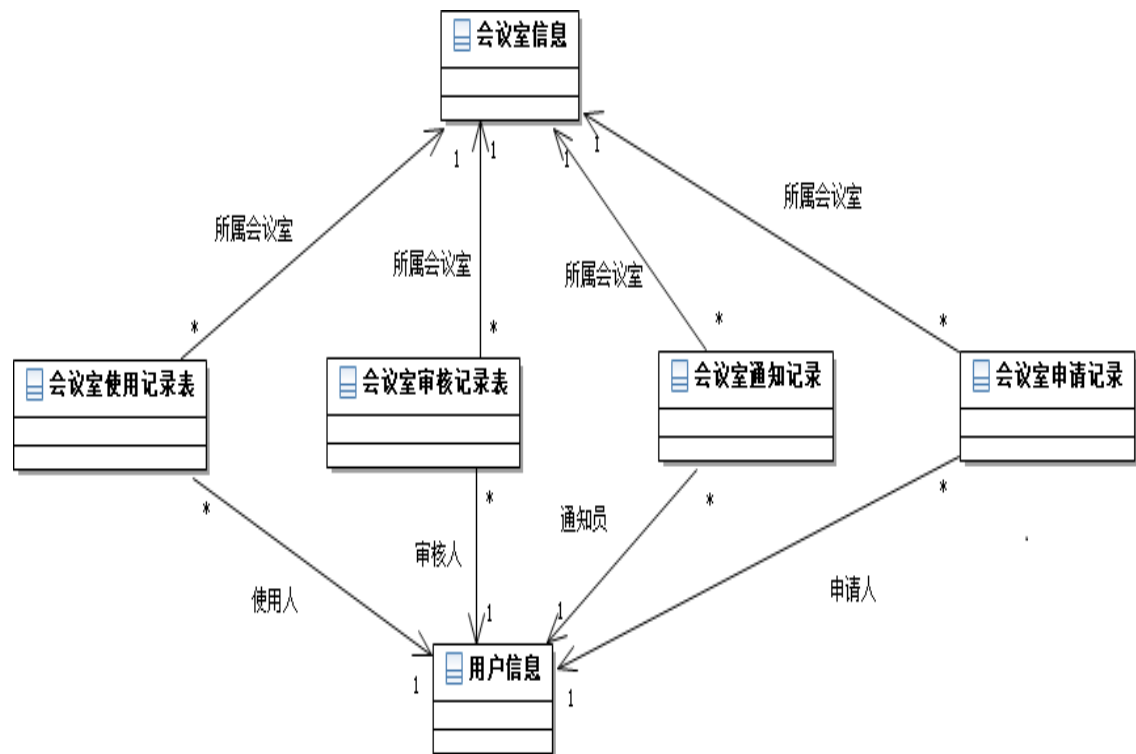 会议室信息
1
1
1
1
所属会议室
所属会议室
所属会议室
所属会议室
*
*
*
*
会议室使用记录表
会议室审核记录表
会议室通知记录
会议室申请记录
*
*
*
*
通知员
审核人
申请人
使用人
1
1
用户信息
1
1